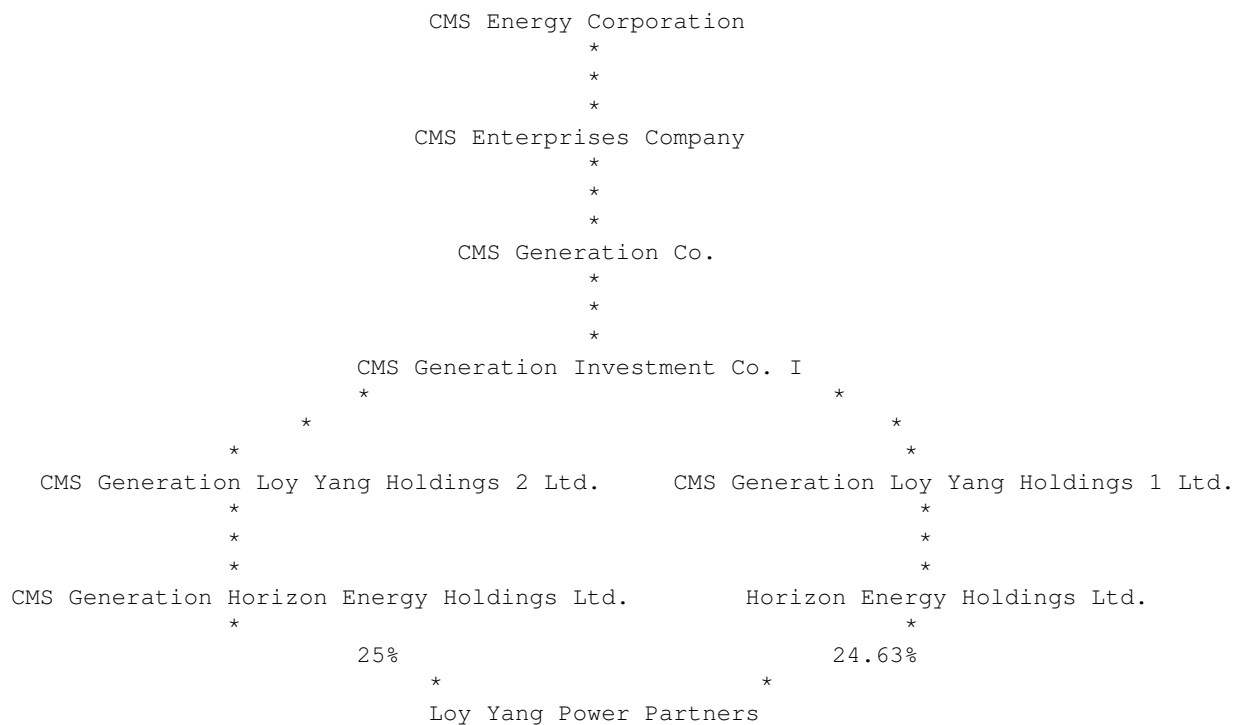 CMS Energy Corporation
*
*
*
CMS Enterprises Company
*
*
*
CMS Generation Co.
*
*
*
CMS Generation Investment Co. I
* *
* *
* *
CMS Generation Loy Yang Holdings 2 Ltd. CMS Generation Loy Yang Holdings 1 Ltd.
* *
* *
* *
CMS Generation Horizon Energy Holdings Ltd. Horizon Energy Holdings Ltd.
* *
25% 24.63%
* *
Loy Yang Power Partners